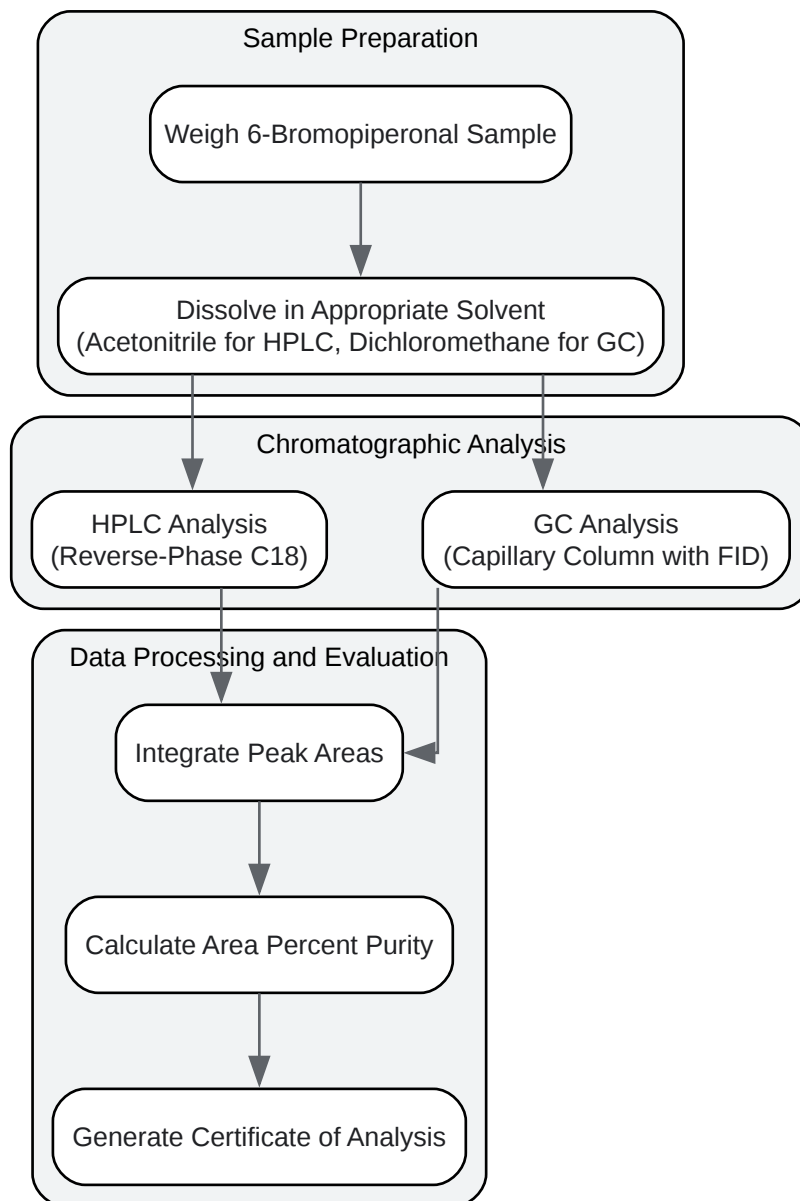 Sample Preparation
Weigh 6-Bromopiperonal Sample
Dissolve in Appropriate Solvent
(Acetonitrile for HPLC, Dichloromethane for GC)
Chromatographic Analysis
HPLC Analysis
(Reverse-Phase C18)
GC Analysis
(Capillary Column with FID)
Data Processing and Evaluation
Integrate Peak Areas
Calculate Area Percent Purity
Generate Certificate of Analysis